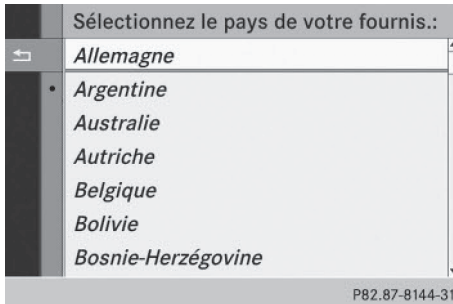 Sélectionnez le pays de votre fournis.:
Allemagne
Argentine
Australie
Autriche
Belgique
Bolivie
Bosnie-Herzégovine
P82.87-8144-31